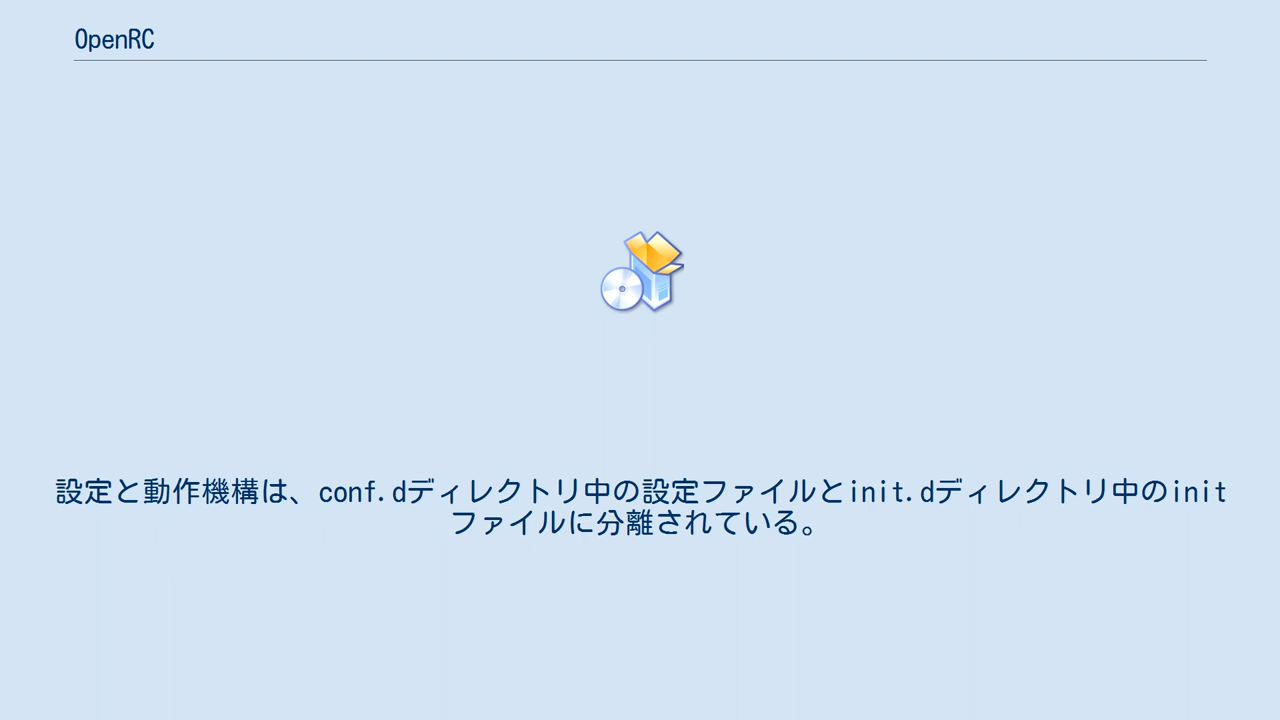 OpenRC
設定と動作機構は、conf.dディレクトリ中の設定ファイルとinit.dディレクトリ中のinit
ファイルに分離されている。